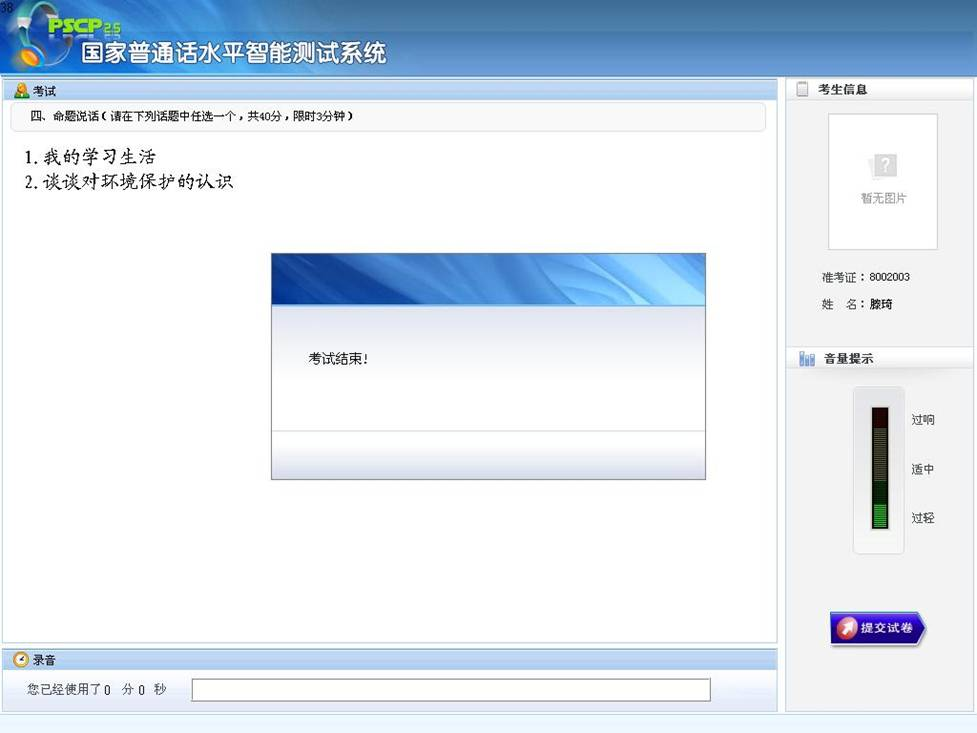 38
PSCP 2.5
国家普通话水平智能测试系统
考试
四、命题说话（请在下列话题中任选一个，共40分，限时3分钟）
1. 我的学习生活
2. 谈谈对环境保护的认识
考试结束！
考生信息
?
暂无图片
准考证：8002003
姓 名：滕琦
音量提示
过响
适中
过轻
提交试卷
录音
您已经使用了0 分 0 秒